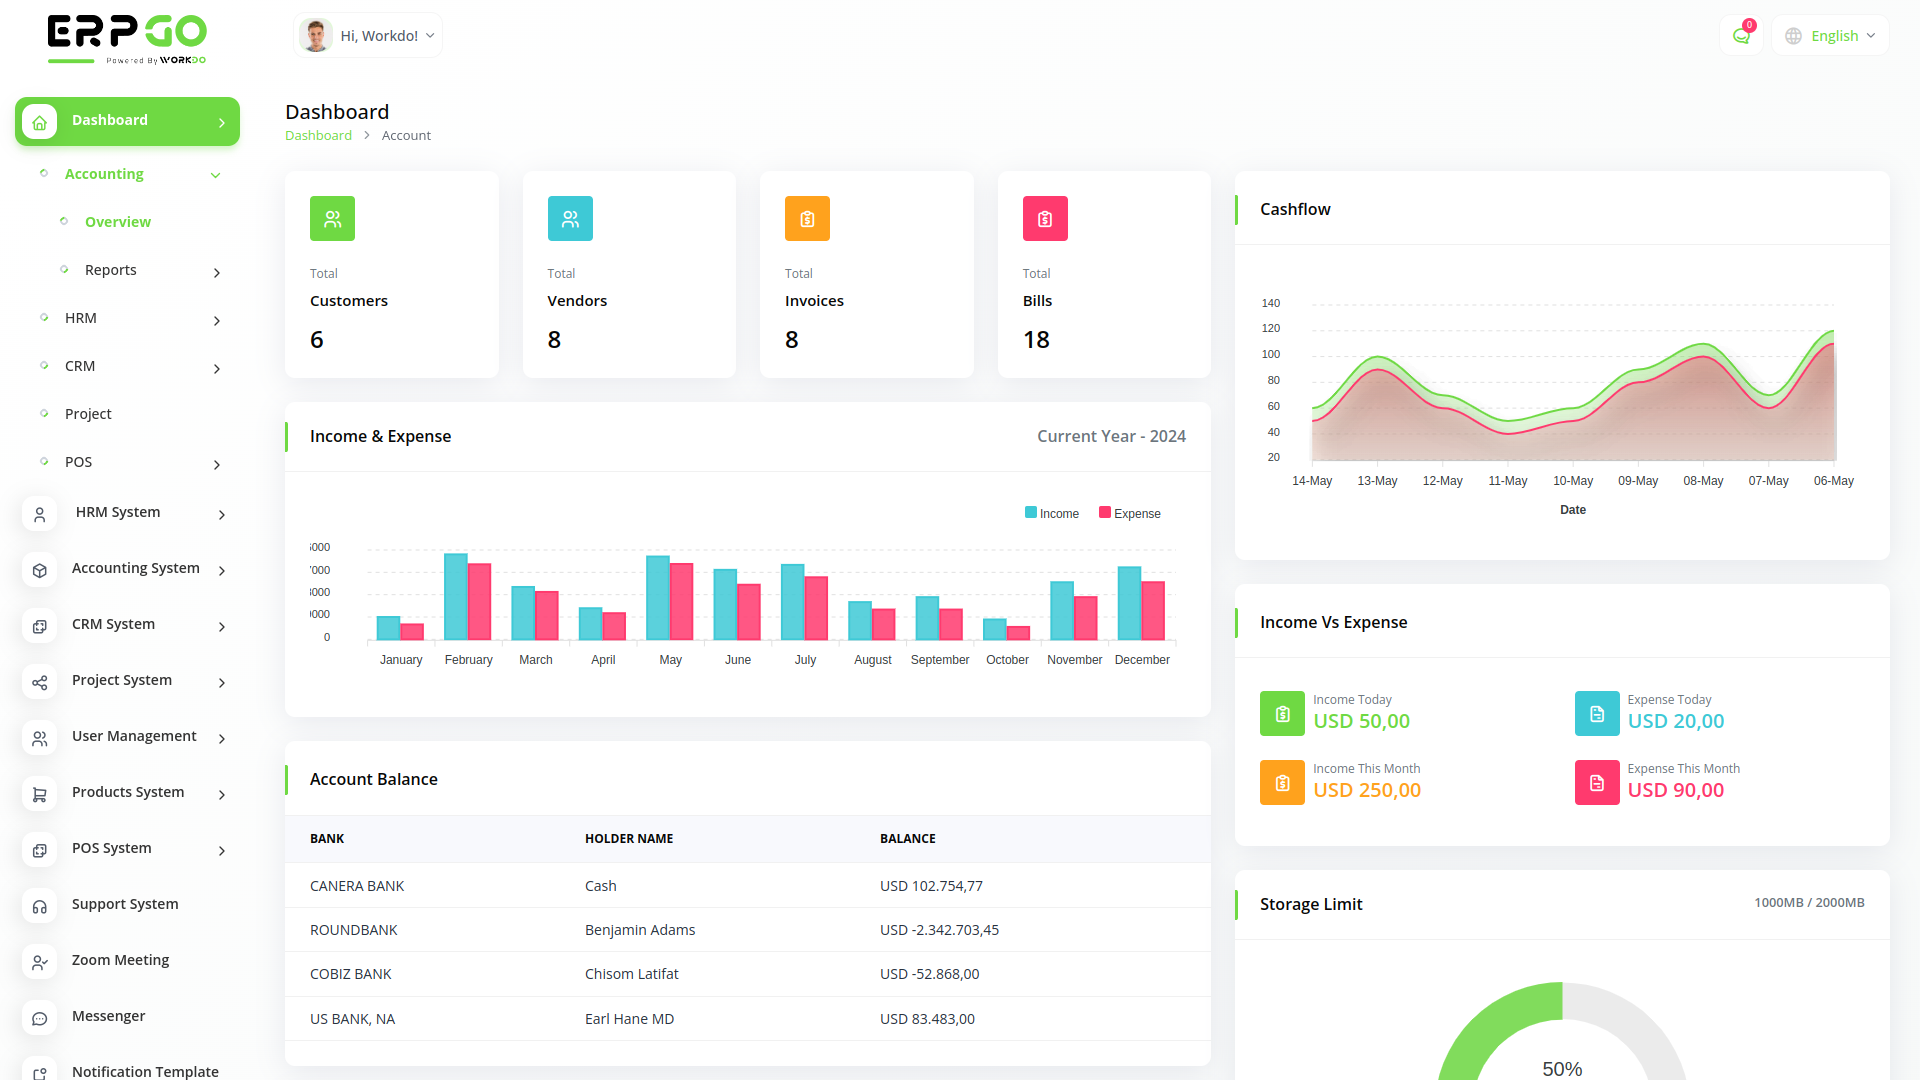 ERPGO
Powered By WORKDO
Hi, Workdo!
0
English
Dashboard
Accounting
Overview
Reports
HRM
CRM
Project
POS
HRM System
Accounting System
CRM System
Project System
User Management
Products System
POS System
Support System
Zoom Meeting
Messenger
Notification Template
Dashboard
Dashboard > Account
Total
Customers
6
Total
Vendors
8
Total
Invoices
8
Total
Bills
18
Income & Expense
Current Year - 2024
Income Expense
000
000
000
000
0
January February March April May June July August September October November December
Account Balance
BANK HOLDER NAME BALANCE
CANERA BANK Cash USD 102.754,77
ROUNDBANK Benjamin Adams USD -2.342.703,45
COBIZ BANK Chisom Latifat USD -52.868,00
US BANK, NA Earl Hane MD USD 83.483,00
Cashflow
140
120
100
80
60
40
20
14-May 13-May 12-May 11-May 10-May 09-May 08-May 07-May 06-May
Date
Income Vs Expense
Income Today
USD 50,00
Expense Today
USD 20,00
Income This Month
USD 250,00
Expense This Month
USD 90,00
Storage Limit
1000MB / 2000MB
50%